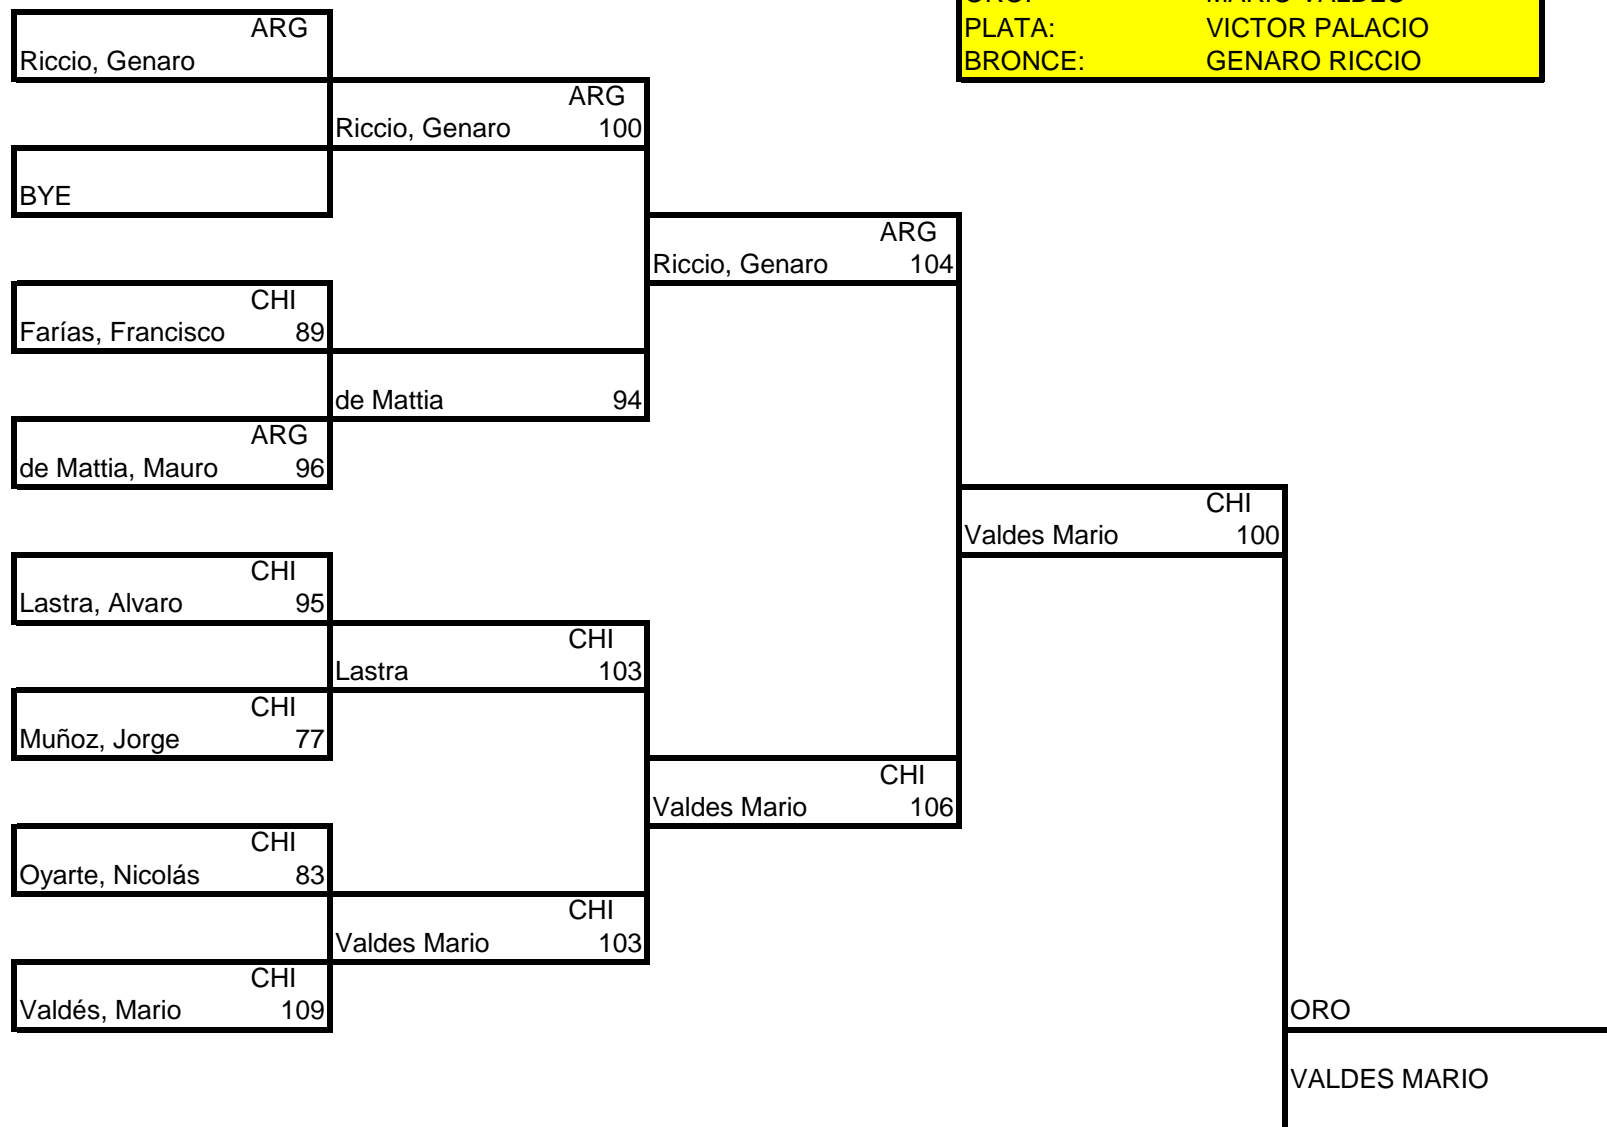 ARG
PLATA: VICTOR PALACIO
Riccio, Genaro
BRONCE: GENARO RICCIO
ARG
Riccio, Genaro 100
BYE
ARG
Riccio, Genaro 104
CHI
Farías, Francisco 89
de Mattia 94
ARG
de Mattia, Mauro 96
CHI
Valdes Mario 100
CHI
Lastra, Alvaro 95
CHI
Lastra 103
CHI
Muñoz, Jorge 77
CHI
Valdes Mario 106
CHI
Oyarte, Nicolás 83
CHI
Valdes Mario 103
CHI
Valdés, Mario 109
ORO
VALDES MARIO